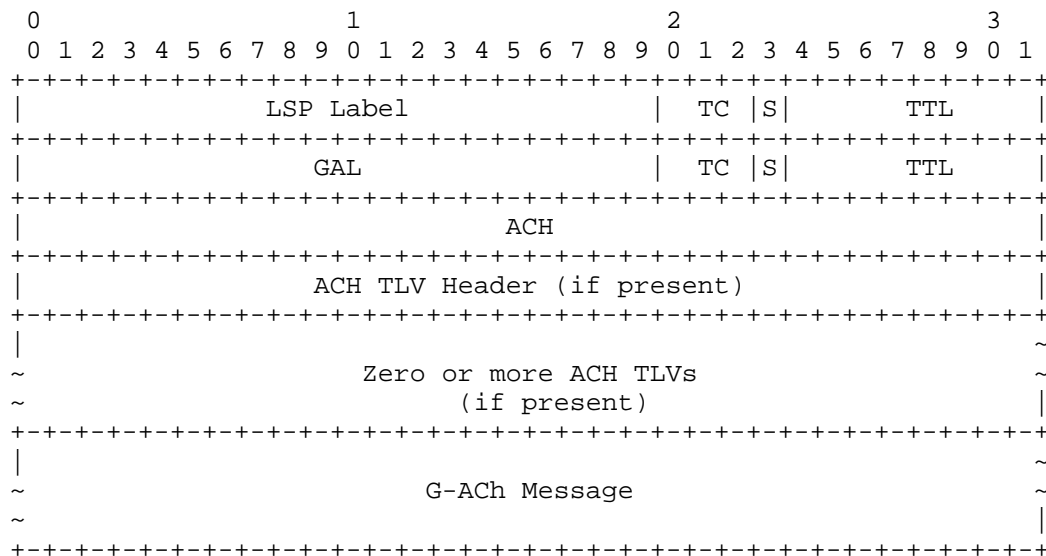 0                   1                   2                   3
 0 1 2 3 4 5 6 7 8 9 0 1 2 3 4 5 6 7 8 9 0 1 2 3 4 5 6 7 8 9 0 1
+-+-+-+-+-+-+-+-+-+-+-+-+-+-+-+-+-+-+-+-+-+-+-+-+-+-+-+-+-+-+-+-+
|               LSP Label               | TC |S|       TTL      |
+-+-+-+-+-+-+-+-+-+-+-+-+-+-+-+-+-+-+-+-+-+-+-+-+-+-+-+-+-+-+-+-+
|                  GAL                  | TC |S|       TTL      |
+-+-+-+-+-+-+-+-+-+-+-+-+-+-+-+-+-+-+-+-+-+-+-+-+-+-+-+-+-+-+-+-+
|                              ACH                              |
+-+-+-+-+-+-+-+-+-+-+-+-+-+-+-+-+-+-+-+-+-+-+-+-+-+-+-+-+-+-+-+-+
|                  ACH TLV Header (if present)                  |
+-+-+-+-+-+-+-+-+-+-+-+-+-+-+-+-+-+-+-+-+-+-+-+-+-+-+-+-+-+-+-+-+
|                                                               ~
~                     Zero or more ACH TLVs                     ~
~                           (if present)                        |
+-+-+-+-+-+-+-+-+-+-+-+-+-+-+-+-+-+-+-+-+-+-+-+-+-+-+-+-+-+-+-+-+
|                                                               ~
~                         G-ACh Message                         ~
~                                                               |
+-+-+-+-+-+-+-+-+-+-+-+-+-+-+-+-+-+-+-+-+-+-+-+-+-+-+-+-+-+-+-+-+